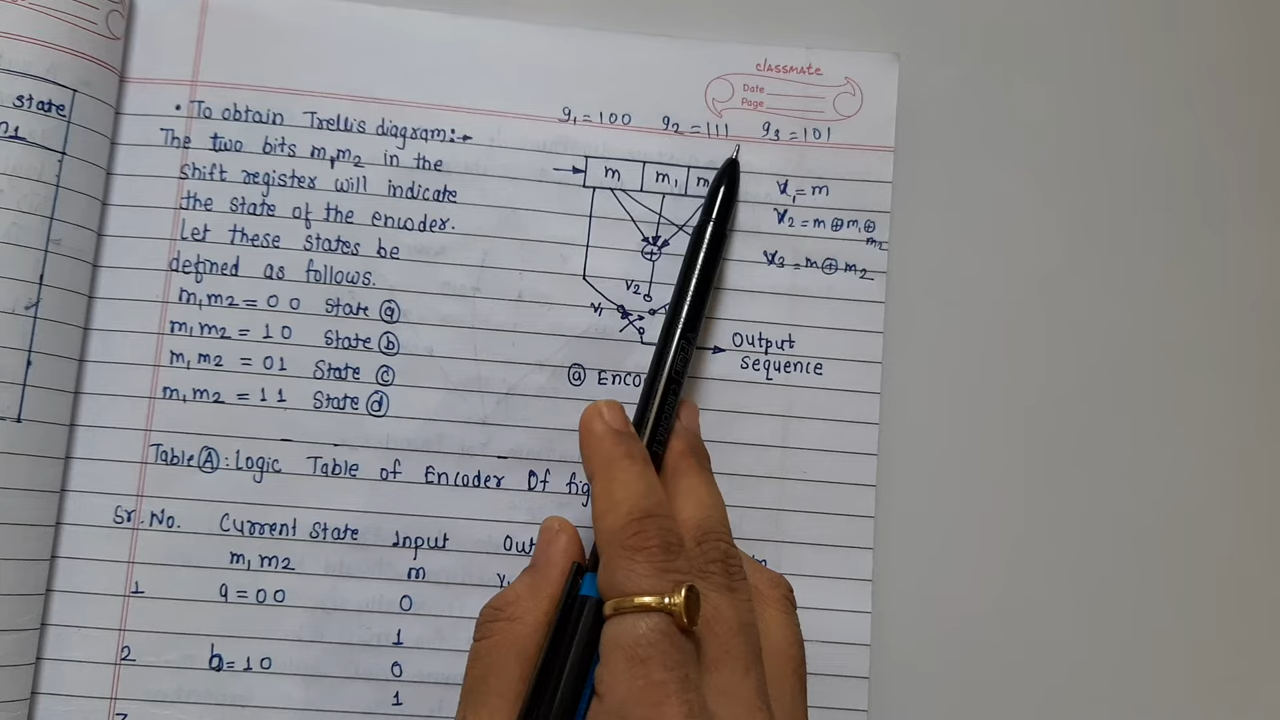 state
classmate
Date
Page
g1=100 g2=111 g3=101
• To obtain Trellis diagram:-
The two bits m1m2 in the
shift register will indicate
the state of the encoder.
Let these states be
defined as follows.
m1m2 = 0 0 State ⓐ
m1m2 = 1 0 State ⓑ
m1m2 = 01 State ⓒ
m1m2 = 1 1 State ⓓ
m m1 m
V1 = m
V2 = m ⊕ m1 ⊕ m2
V3 = m ⊕ m2
V2
V1
Output
Sequence
ⓐ Enco
Table Ⓐ : Logic Table of Encoder Of fig
Sr. No. Current State Input Out
m1m2 m
1 a = 0 0 0
1
2 b = 1 0 0
1